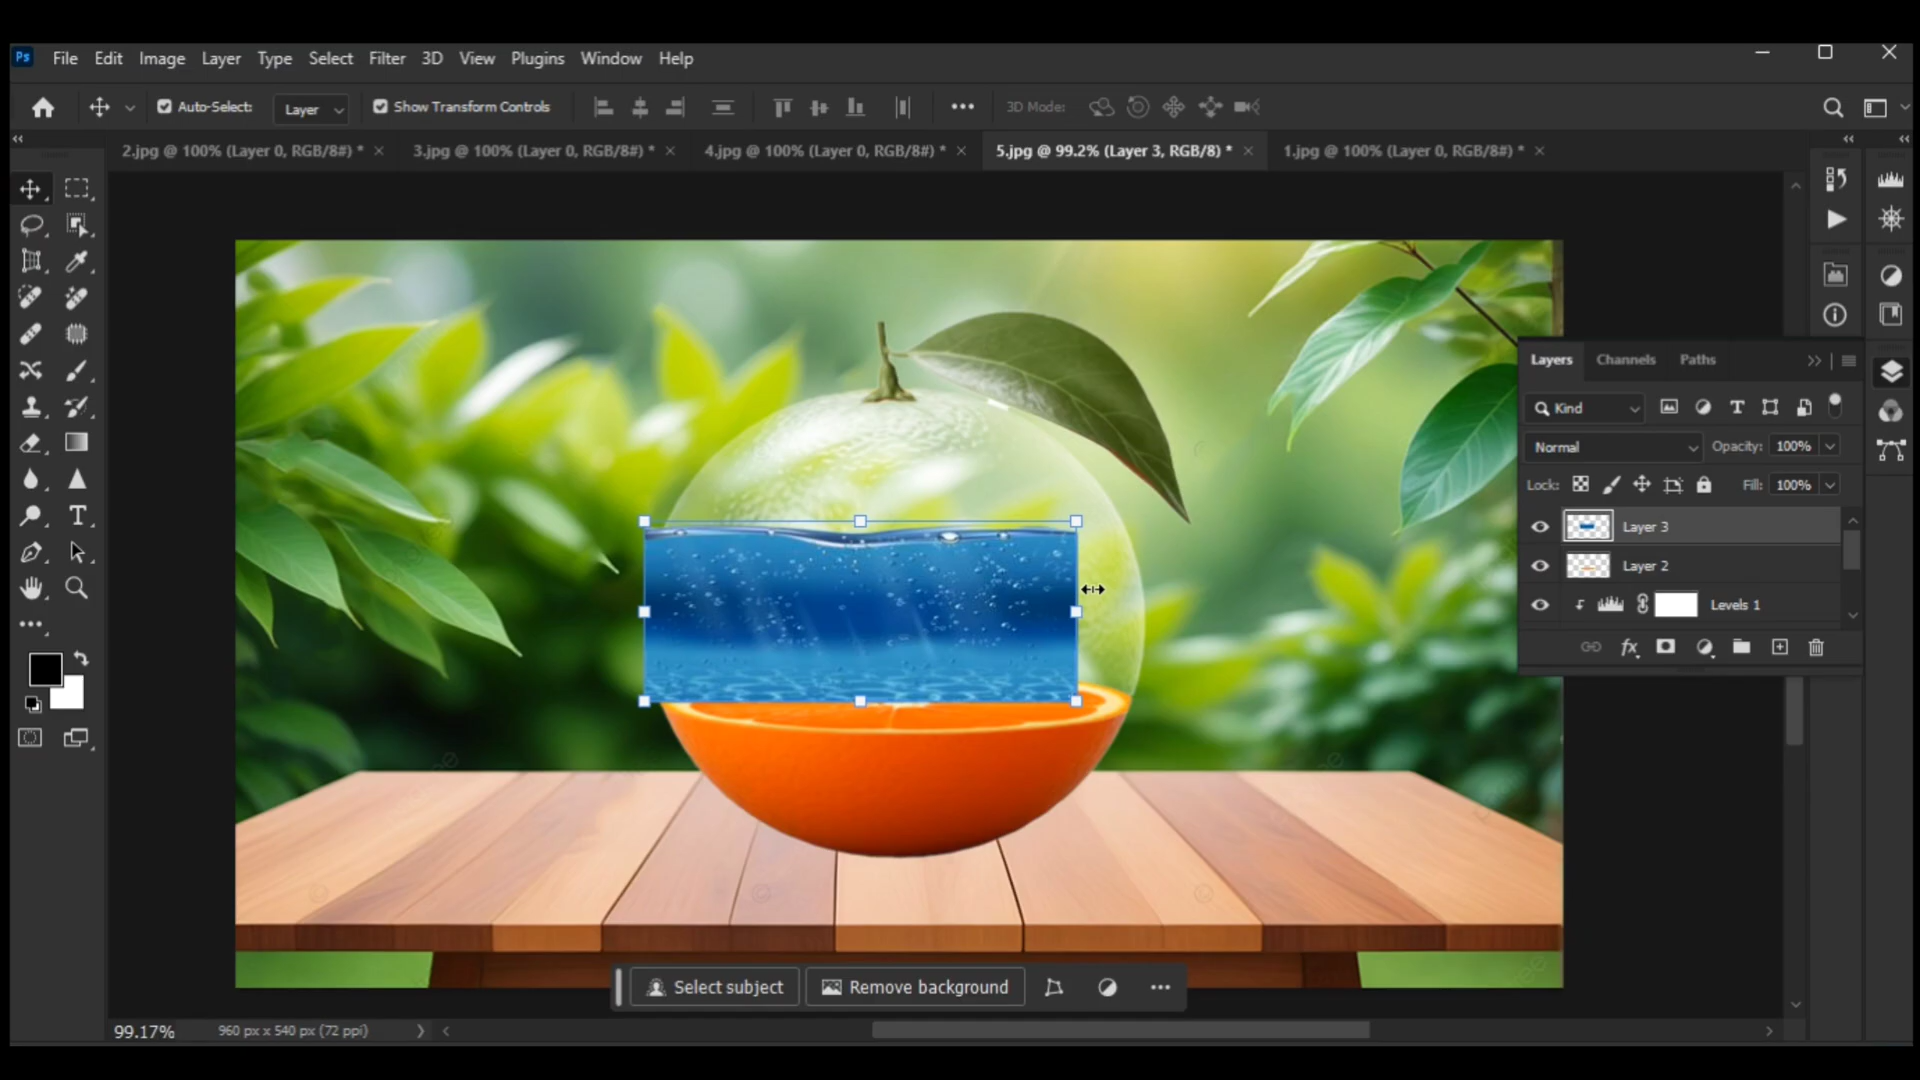 Ps File Edit Image Layer Type Select Filter 3D View Plugins Window Help
Auto-Select: Layer Show Transform Controls 3D Mode:
2.jpg @ 100% (Layer 0, RGB/8#) * 3.jpg @ 100% (Layer 0, RGB/8#) * 4.jpg @ 100% (Layer 0, RGB/8#) * 5.jpg @ 99.2% (Layer 3, RGB/8) * 1.jpg @ 100% (Layer 0, RGB/8#) *
Layers Channels Paths
Kind
Normal Opacity: 100%
Lock: Fill: 100%
Layer 3
Layer 2
Levels 1
Select subject Remove background
99.17% 960 px x 540 px (72 ppi)